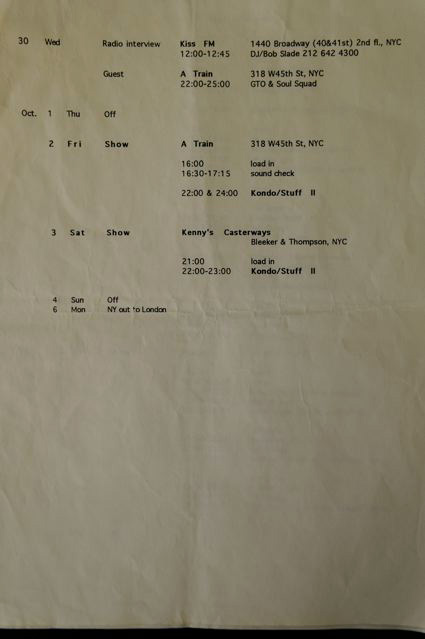 30 Wed Radio interview Kiss FM 1440 Broadway (40&41st) 2nd fl., NYC
12:00-12:45 DJ/Bob Slade 212 642 4300
Guest A Train 318 W45th St, NYC
22:00-25:00 GTO & Soul Squad
Oct. 1 Thu Off
2 Fri Show A Train 318 W45th St, NYC
16:00 load in
16:30-17:15 sound check
22:00 & 24:00 Kondo/Stuff II
3 Sat Show Kenny's Casterways
Bleeker & Thompson, NYC
21:00 load in
22:00-23:00 Kondo/Stuff II
4 Sun Off
6 Mon NY out to London